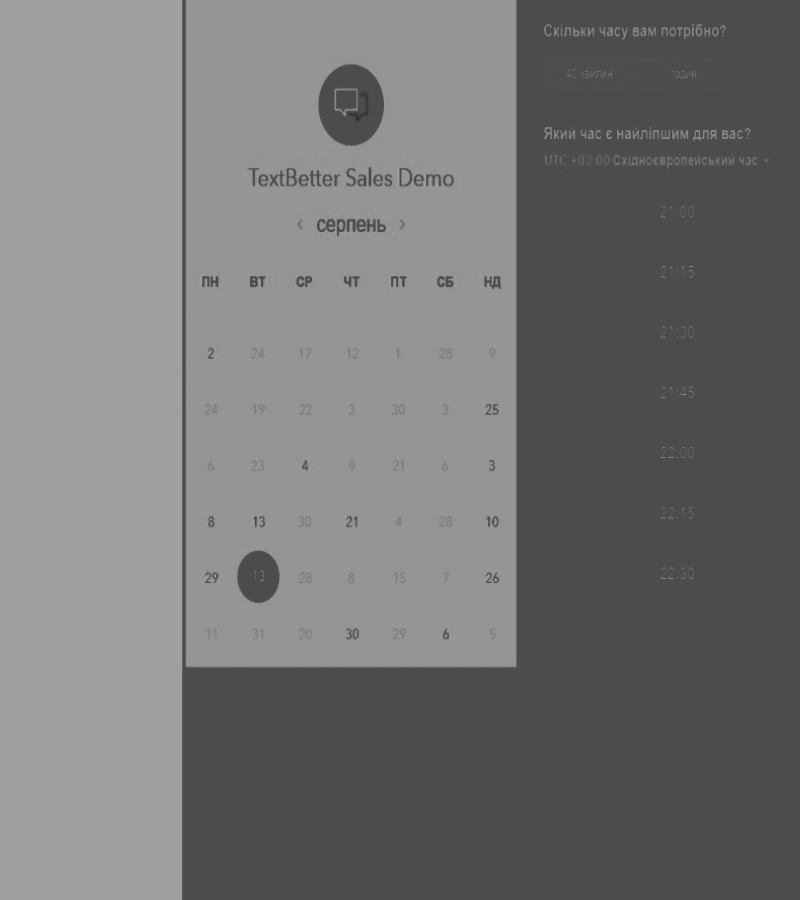 TextBetter Sales Demo
‹ серпень ›
ПН ВТ СР ЧТ ПТ СБ НД
2 24 17 12 1 28 9
24 19 22 3 30 3 25
6 23 4 9 21 6 3
8 13 30 21 4 28 10
29 13 28 8 15 7 26
11 31 20 30 29 20 5
Скільки часу вам потрібно?
хвилин годин
Який час є найліпшим для вас?
UTC +03:00 Східноєвропейський час
21:00
21:15
21:30
21:45
22:00
22:15
22:30